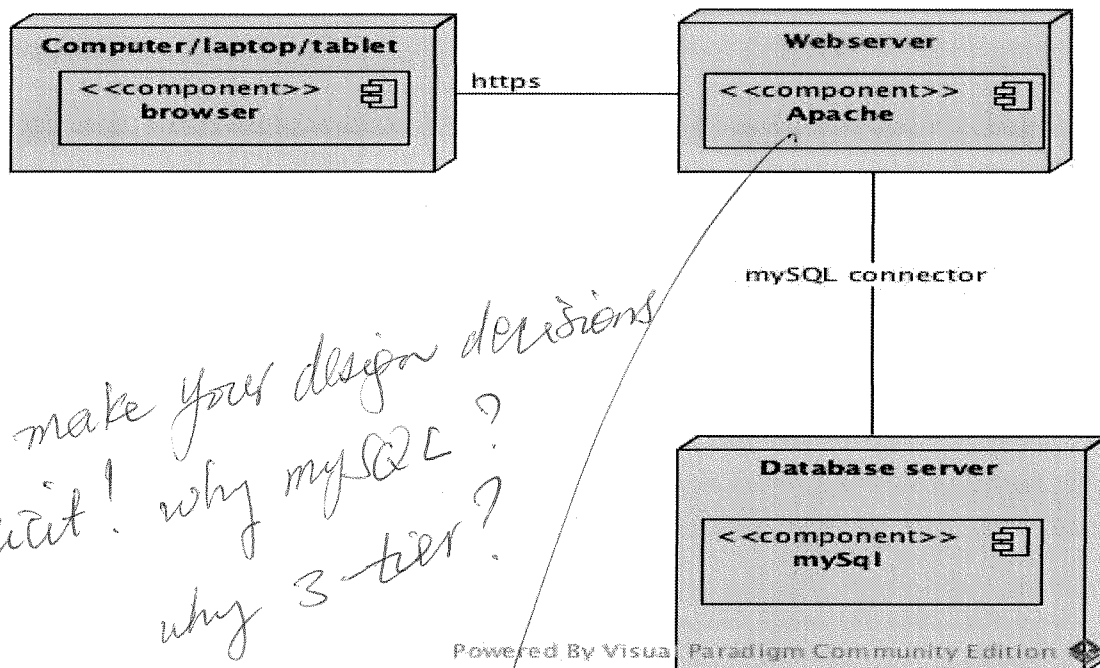 Computer/laptop/tablet
<<component>>
browser
https
Webserver
<<component>>
Apache
mySQL connector
make your design decisions
why mySQL?
why 3-tier?
Database server
<<component>>
mySql
Powered By Visual Paradigm Community Edition